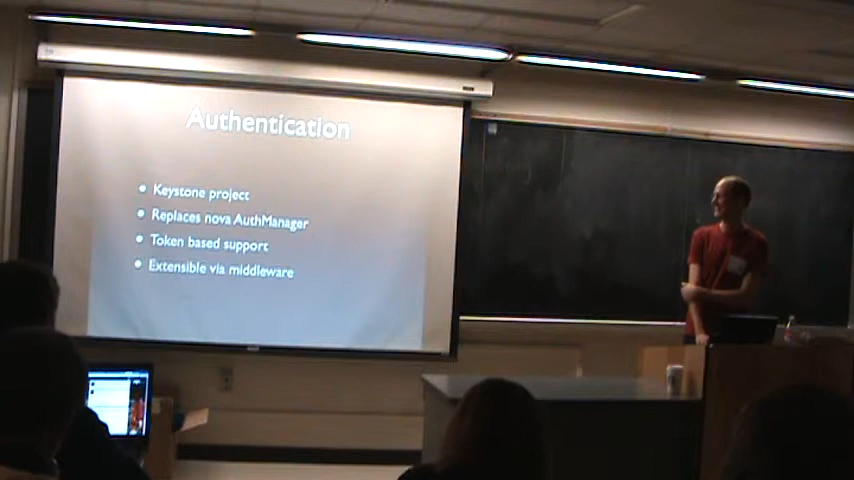 Authentication
• Keystone project
• Replaces nova AuthManager
• Token based support
• Extensible via middleware